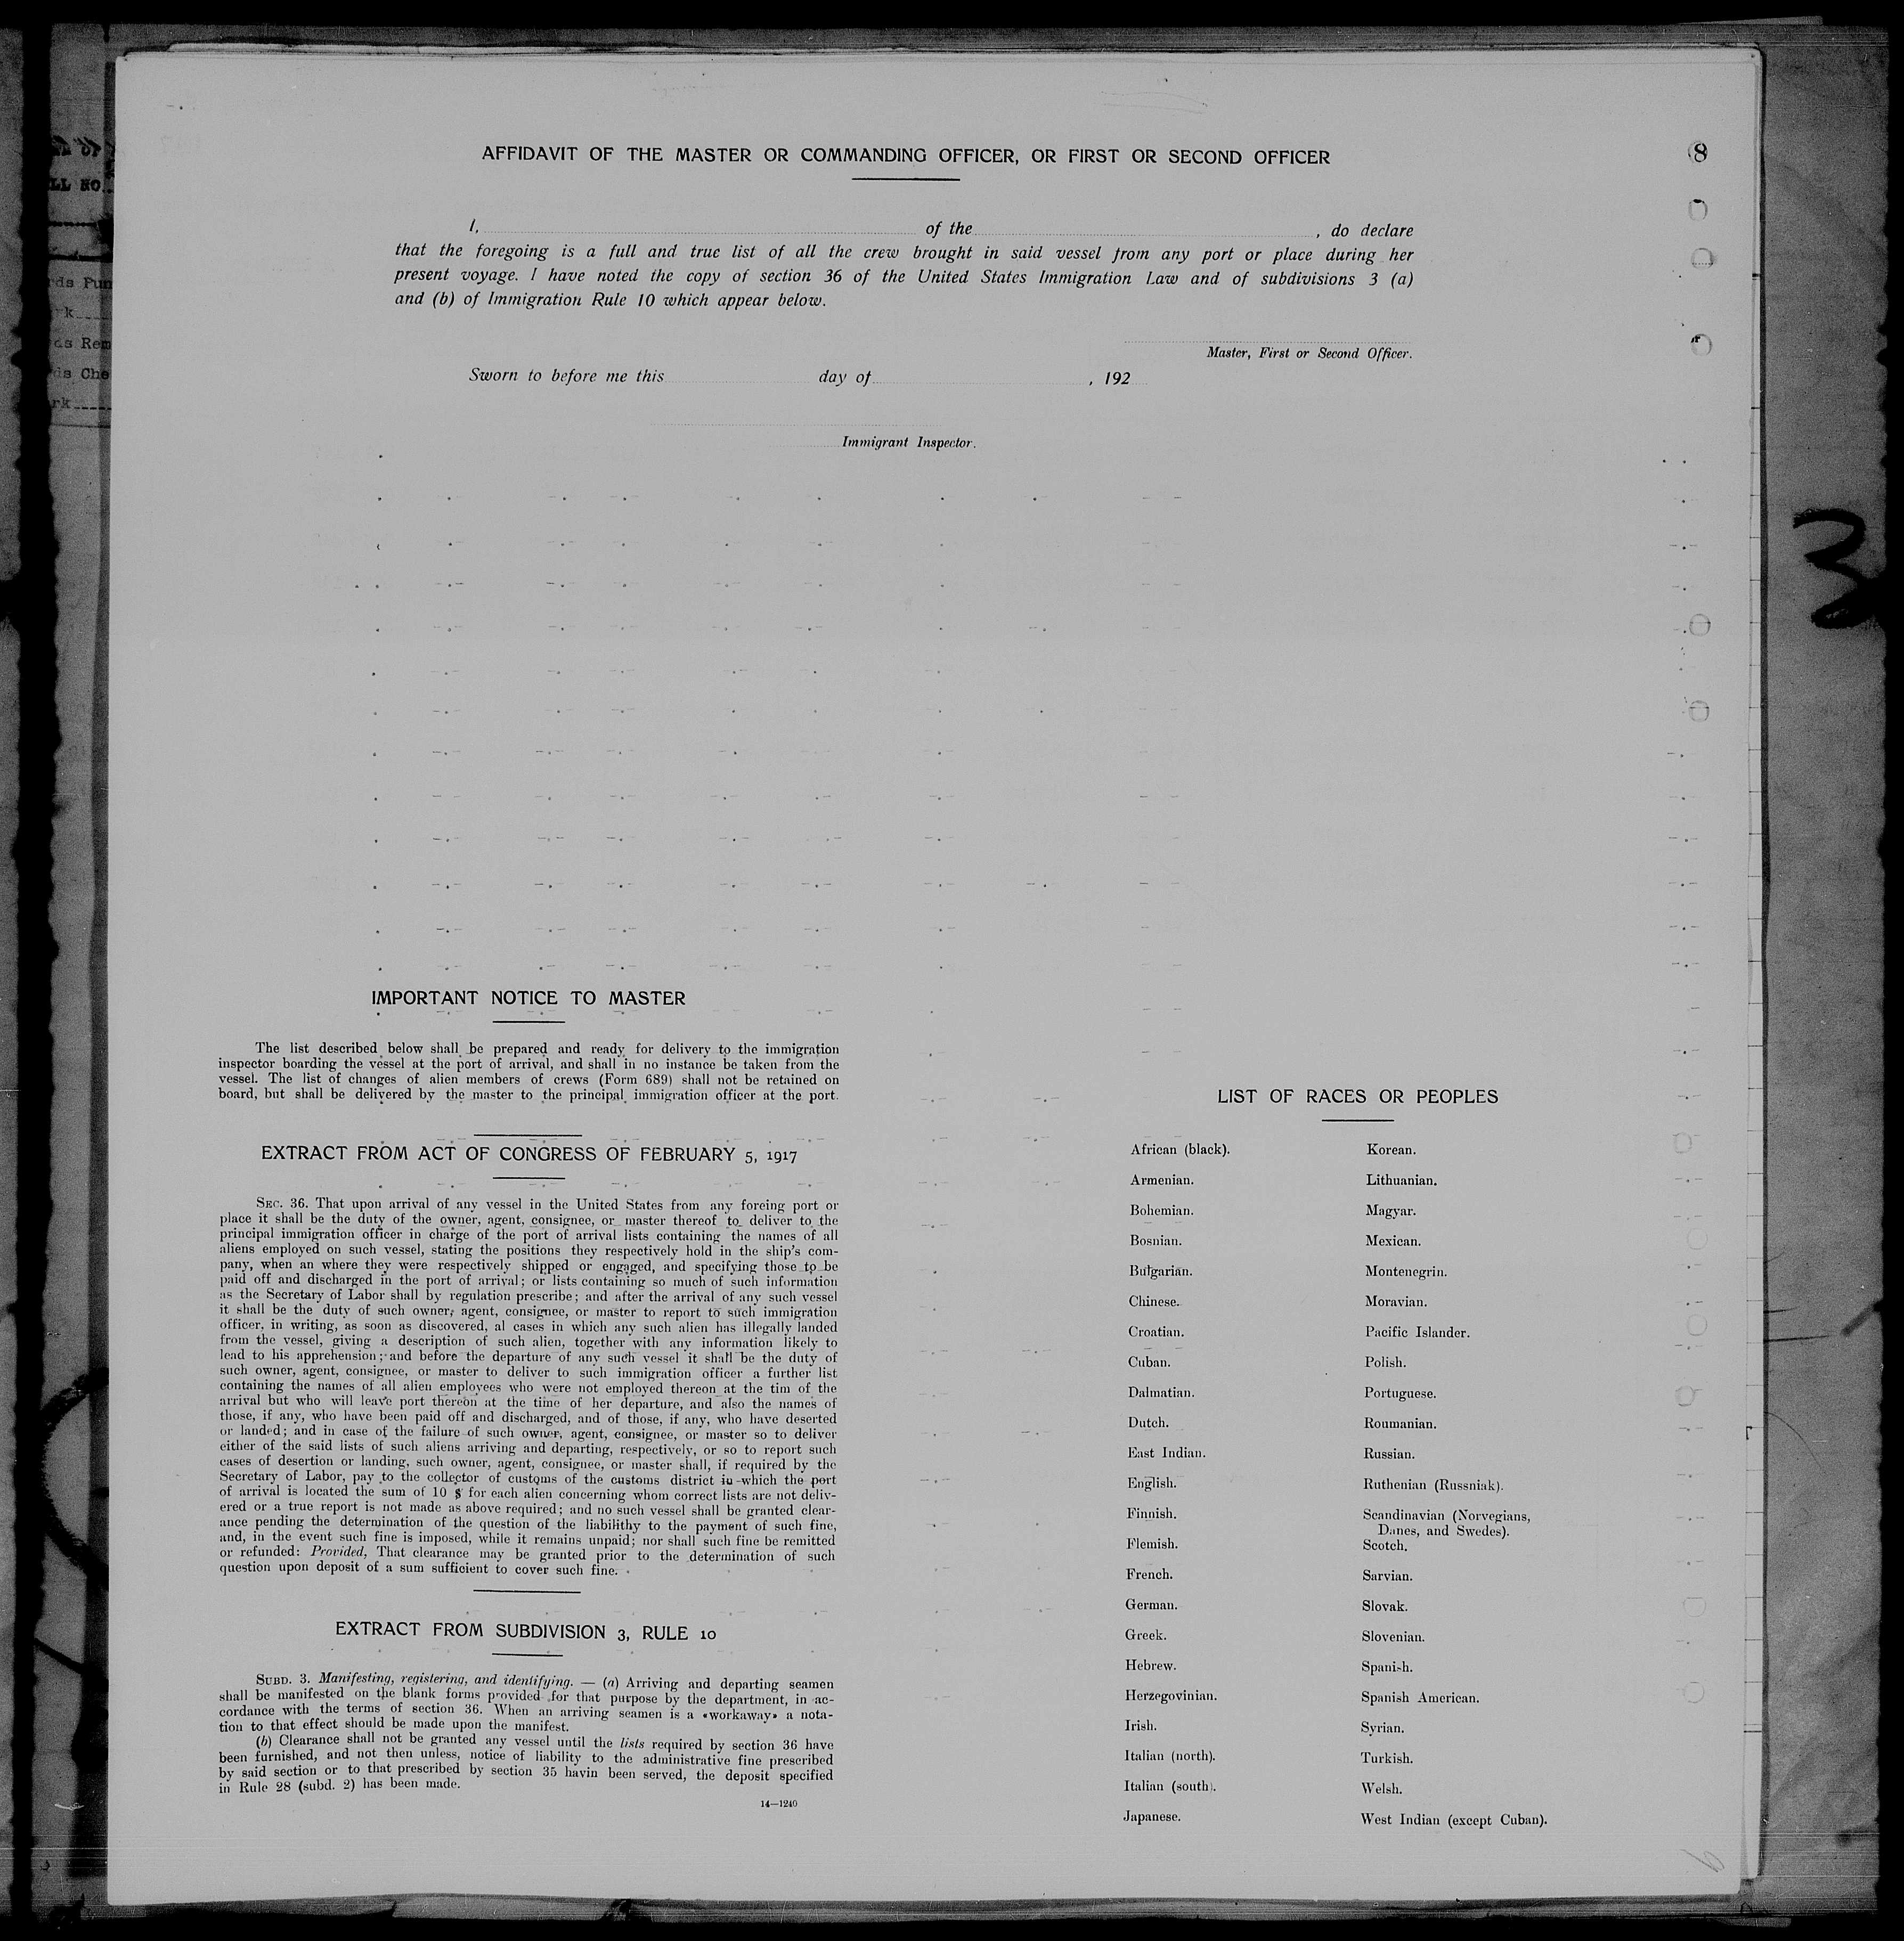 AFFIDAVIT OF THE MASTER OR COMMANDING OFFICER, OR FIRST OR SECOND OFFICER
8
I, of the , do declare
that the foregoing is a full and true list of all the crew brought in said vessel from any port or place during her
present voyage. I have noted the copy of section 36 of the United States Immigration Law and of subdivisions 3 (a)
and (b) of Immigration Rule 10 which appear below.
Master, First or Second Officer.
Sworn to before me this day of , 192
Immigrant Inspector.
LL NO.
ds Rem
ds Che
rk
3
IMPORTANT NOTICE TO MASTER
The list described below shall be prepared and ready for delivery to the immigration
inspector boarding the vessel at the port of arrival, and shall in no instance be taken from the
vessel. The list of changes of alien members of crews (Form 689) shall not be retained on
board, but shall be delivered by the master to the principal immigration officer at the port.
EXTRACT FROM ACT OF CONGRESS OF FEBRUARY 5, 1917
SEC. 36. That upon arrival of any vessel in the United States from any foreing port or
place it shall be the duty of the owner, agent, consignee, or master thereof to deliver to the
principal immigration officer in charge of the port of arrival lists containing the names of all
aliens employed on such vessel, stating the positions they respectively hold in the ship's com-
pany, when an where they were respectively shipped or engaged, and specifying those to be
paid off and discharged in the port of arrival; or lists containing so much of such information
as the Secretary of Labor shall by regulation prescribe; and after the arrival of any such vessel
it shall be the duty of such owner, agent, consignee, or master to report to such immigration
officer, in writing, as soon as discovered, al cases in which any such alien has illegally landed
from the vessel, giving a description of such alien, together with any information likely to
lead to his apprehension; and before the departure of any such vessel it shall be the duty of
such owner, agent, consignee, or master to deliver to such immigration officer a further list
containing the names of all alien employees who were not employed thereon at the tim of the
arrival but who will leave port thereon at the time of her departure, and also the names of
those, if any, who have been paid off and discharged, and of those, if any, who have deserted
or landed; and in case of the failure of such owner, agent, consignee, or master so to deliver
either of the said lists of such aliens arriving and departing, respectively, or so to report such
cases of desertion or landing, such owner, agent, consignee, or master shall, if required by the
Secretary of Labor, pay to the collector of customs of the customs district iu which the port
of arrival is located the sum of 10 $ for each alien concerning whom correct lists are not deliv-
ered or a true report is not made as above required; and no such vessel shall be granted clear-
ance pending the determination of the question of the liabilithy to the payment of such fine,
and, in the event such fine is imposed, while it remains unpaid; nor shall such fine be remitted
or refunded: Provided, That clearance may be granted prior to the determination of such
question upon deposit of a sum sufficient to cover such fine.
EXTRACT FROM SUBDIVISION 3, RULE 10
SUBD. 3. Manifesting, registering, and identifying. — (a) Arriving and departing seamen
shall be manifested on the blank forms provided for that purpose by the department, in ac-
cordance with the terms of section 36. When an arriving seamen is a «workaway» a nota-
tion to that effect should be made upon the manifest.
(b) Clearance shall not be granted any vessel until the lists required by section 36 have
been furnished, and not then unless, notice of liability to the administrative fine prescribed
by said section or to that prescribed by section 35 havin been served, the deposit specified
in Rule 28 (subd. 2) has been made.
14—1240
LIST OF RACES OR PEOPLES
African (black).
Armenian.
Bohemian.
Bosnian.
Bulgarian.
Chinese.
Croatian.
Cuban.
Dalmatian.
Dutch.
East Indian.
English.
Finnish.
Flemish.
French.
German.
Greek.
Hebrew.
Herzegovinian.
Irish.
Italian (north).
Italian (south).
Japanese.
Korean.
Lithuanian.
Magyar.
Mexican.
Montenegrin.
Moravian.
Pacific Islander.
Polish.
Portuguese.
Roumanian.
Russian.
Ruthenian (Russniak).
Scandinavian (Norvegians,
Danes, and Swedes).
Scotch.
Sarvian.
Slovak.
Slovenian.
Spanish.
Spanish American.
Syrian.
Turkish.
Welsh.
West Indian (except Cuban).